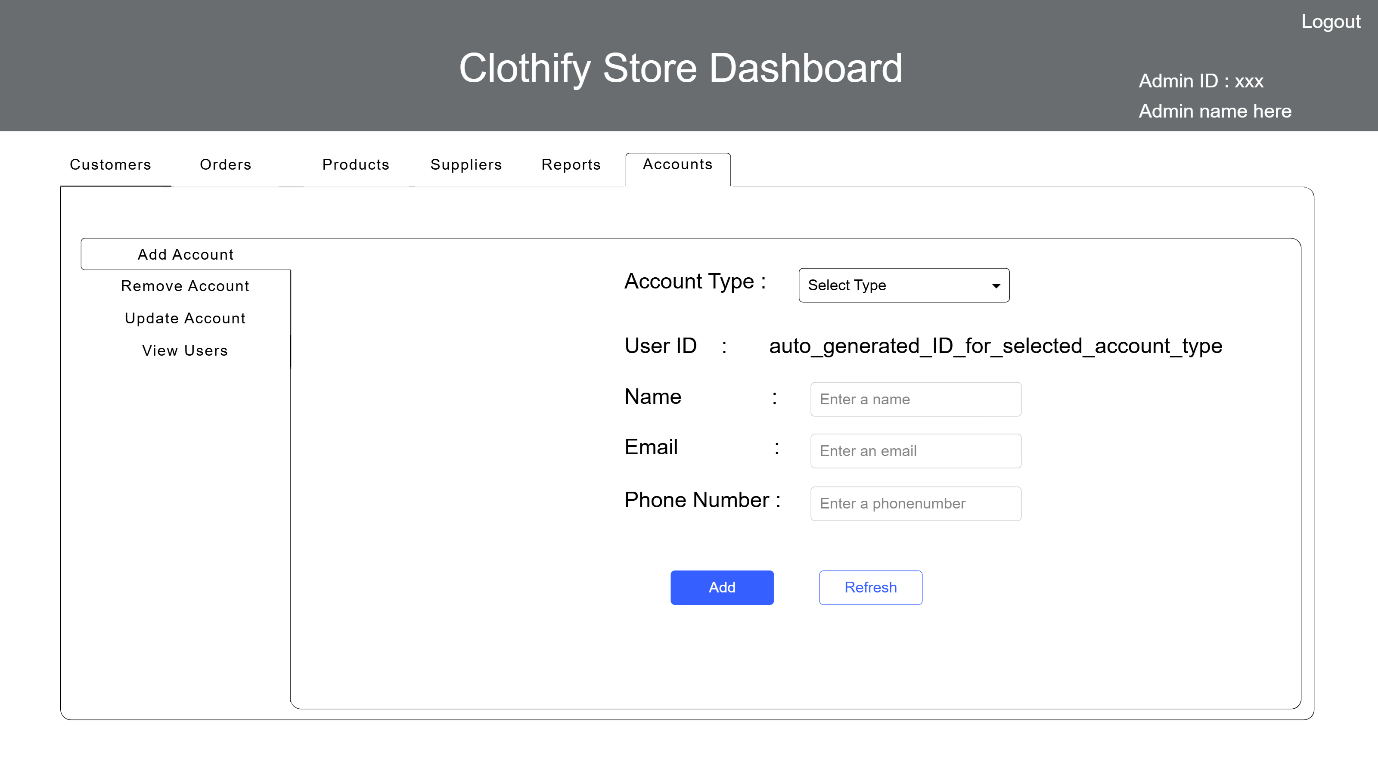 Logout
Clothify Store Dashboard
Admin ID : xxx
Admin name here
Customers Orders Products Suppliers Reports Accounts
Add Account
Remove Account
Update Account
View Users
Account Type : Select Type
User ID : auto_generated_ID_for_selected_account_type
Name : Enter a name
Email : Enter an email
Phone Number : Enter a phonenumber
Add Refresh